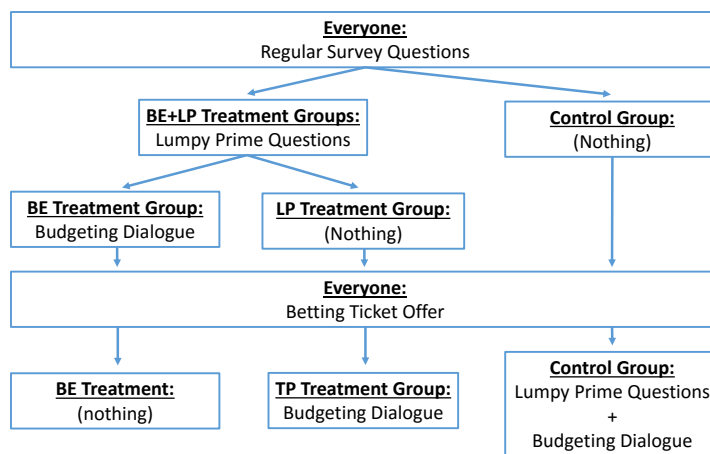 Everyone:
Regular Survey Questions
BE+LP Treatment Groups:
Lumpy Prime Questions
Control Group:
(Nothing)
BE Treatment Group:
Budgeting Dialogue
LP Treatment Group:
(Nothing)
Everyone:
Betting Ticket Offer
BE Treatment:
(nothing)
TP Treatment Group:
Budgeting Dialogue
Control Group:
Lumpy Prime Questions
+
Budgeting Dialogue